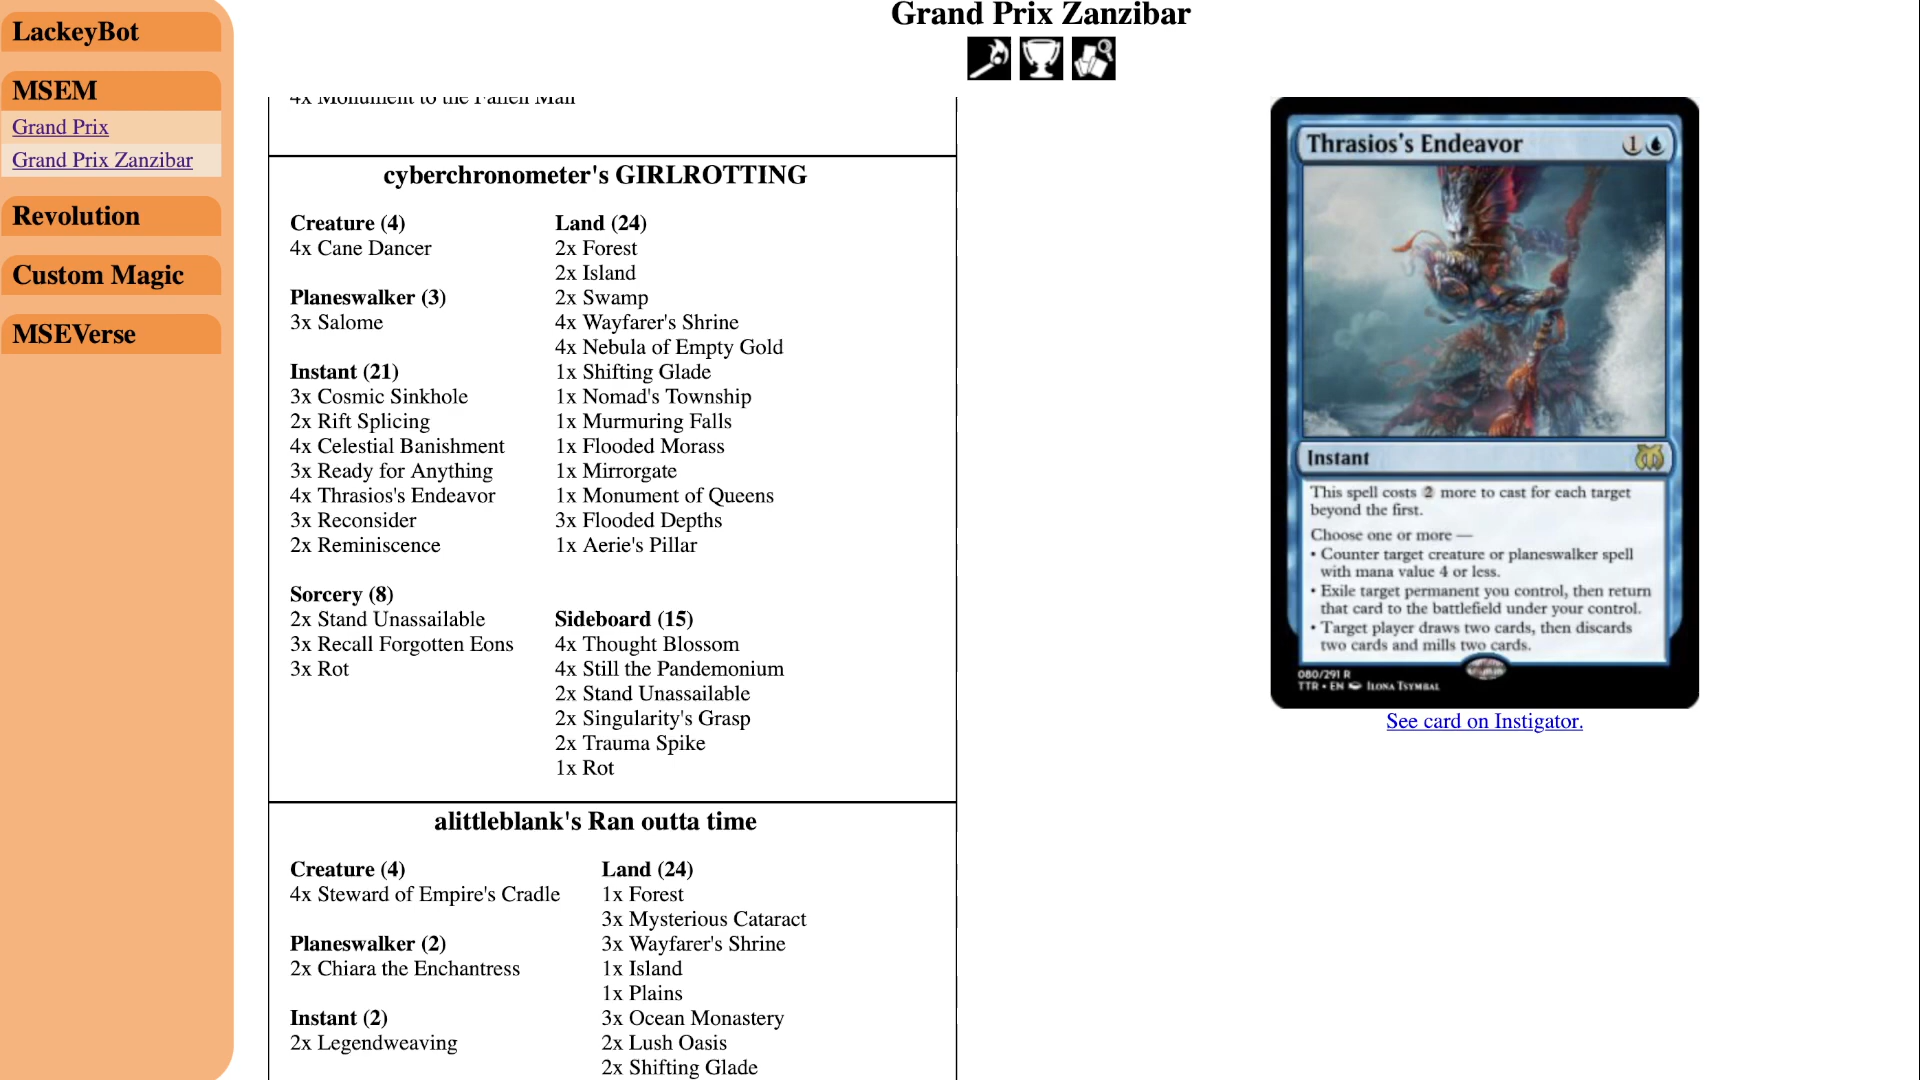 LackeyBot
MSEM
Grand Prix
Grand Prix Zanzibar
Revolution
Custom Magic
MSEVerse
Grand Prix Zanzibar
4x Monument to the Fallen Man
cyberchronometer's GIRLROTTING
Creature (4)
4x Cane Dancer
Planeswalker (3)
3x Salome
Instant (21)
3x Cosmic Sinkhole
2x Rift Splicing
4x Celestial Banishment
3x Ready for Anything
4x Thrasios's Endeavor
3x Reconsider
2x Reminiscence
Sorcery (8)
2x Stand Unassailable
3x Recall Forgotten Eons
3x Rot
Land (24)
2x Forest
2x Island
2x Swamp
4x Wayfarer's Shrine
4x Nebula of Empty Gold
1x Shifting Glade
1x Nomad's Township
1x Murmuring Falls
1x Flooded Morass
1x Mirrorgate
1x Monument of Queens
3x Flooded Depths
1x Aerie's Pillar
Sideboard (15)
4x Thought Blossom
4x Still the Pandemonium
2x Stand Unassailable
2x Singularity's Grasp
2x Trauma Spike
1x Rot
alittleblank's Ran outta time
Creature (4)
4x Steward of Empire's Cradle
Planeswalker (2)
2x Chiara the Enchantress
Instant (2)
2x Legendweaving
Land (24)
1x Forest
3x Mysterious Cataract
3x Wayfarer's Shrine
1x Island
1x Plains
3x Ocean Monastery
2x Lush Oasis
2x Shifting Glade
Thrasios's Endeavor 1
Instant
This spell costs 2 more to cast for each target
beyond the first.
Choose one or more —
• Counter target creature or planeswalker spell
with mana value 4 or less.
• Exile target permanent you control, then return
that card to the battlefield under your control.
• Target player draws two cards, then discards
two cards and mills two cards.
080/291 R
TTR • EN Ilona Tsymbal
See card on Instigator.